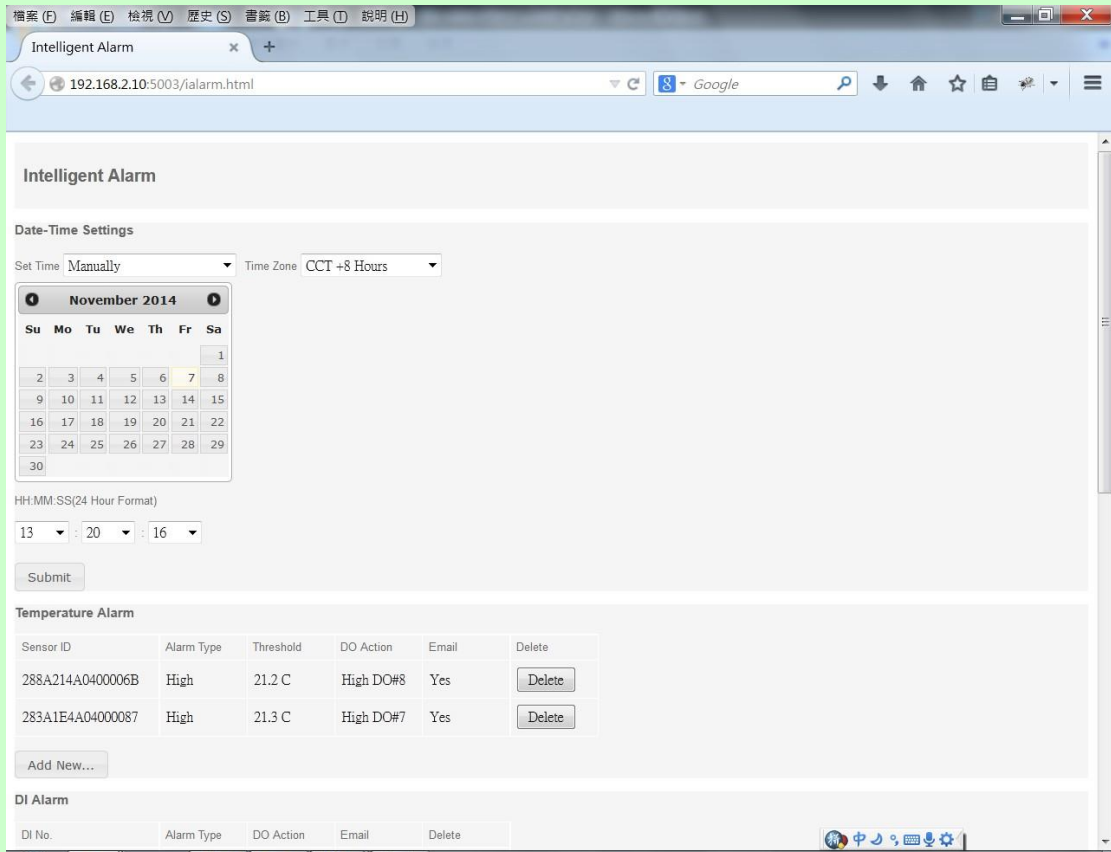 檔案(F) 編輯(E) 檢視(V) 歷史(S) 書籤(B) 工具(T) 說明(H)
Intelligent Alarm
192.168.2.10:5003/ialarm.html
8 Google
Intelligent Alarm
Date-Time Settings
Set Time Manually Time Zone CCT +8 Hours
November 2014
Su Mo Tu We Th Fr Sa
1
2 3 4 5 6 7 8
9 10 11 12 13 14 15
16 17 18 19 20 21 22
23 24 25 26 27 28 29
30
HH:MM:SS(24 Hour Format)
13 : 20 : 16
Submit
Temperature Alarm
Sensor ID Alarm Type Threshold DO Action Email Delete
288A214A0400006B High 21.2 C High DO#8 Yes Delete
283A1E4A04000087 High 21.3 C High DO#7 Yes Delete
Add New...
DI Alarm
DI No. Alarm Type DO Action Email Delete
中